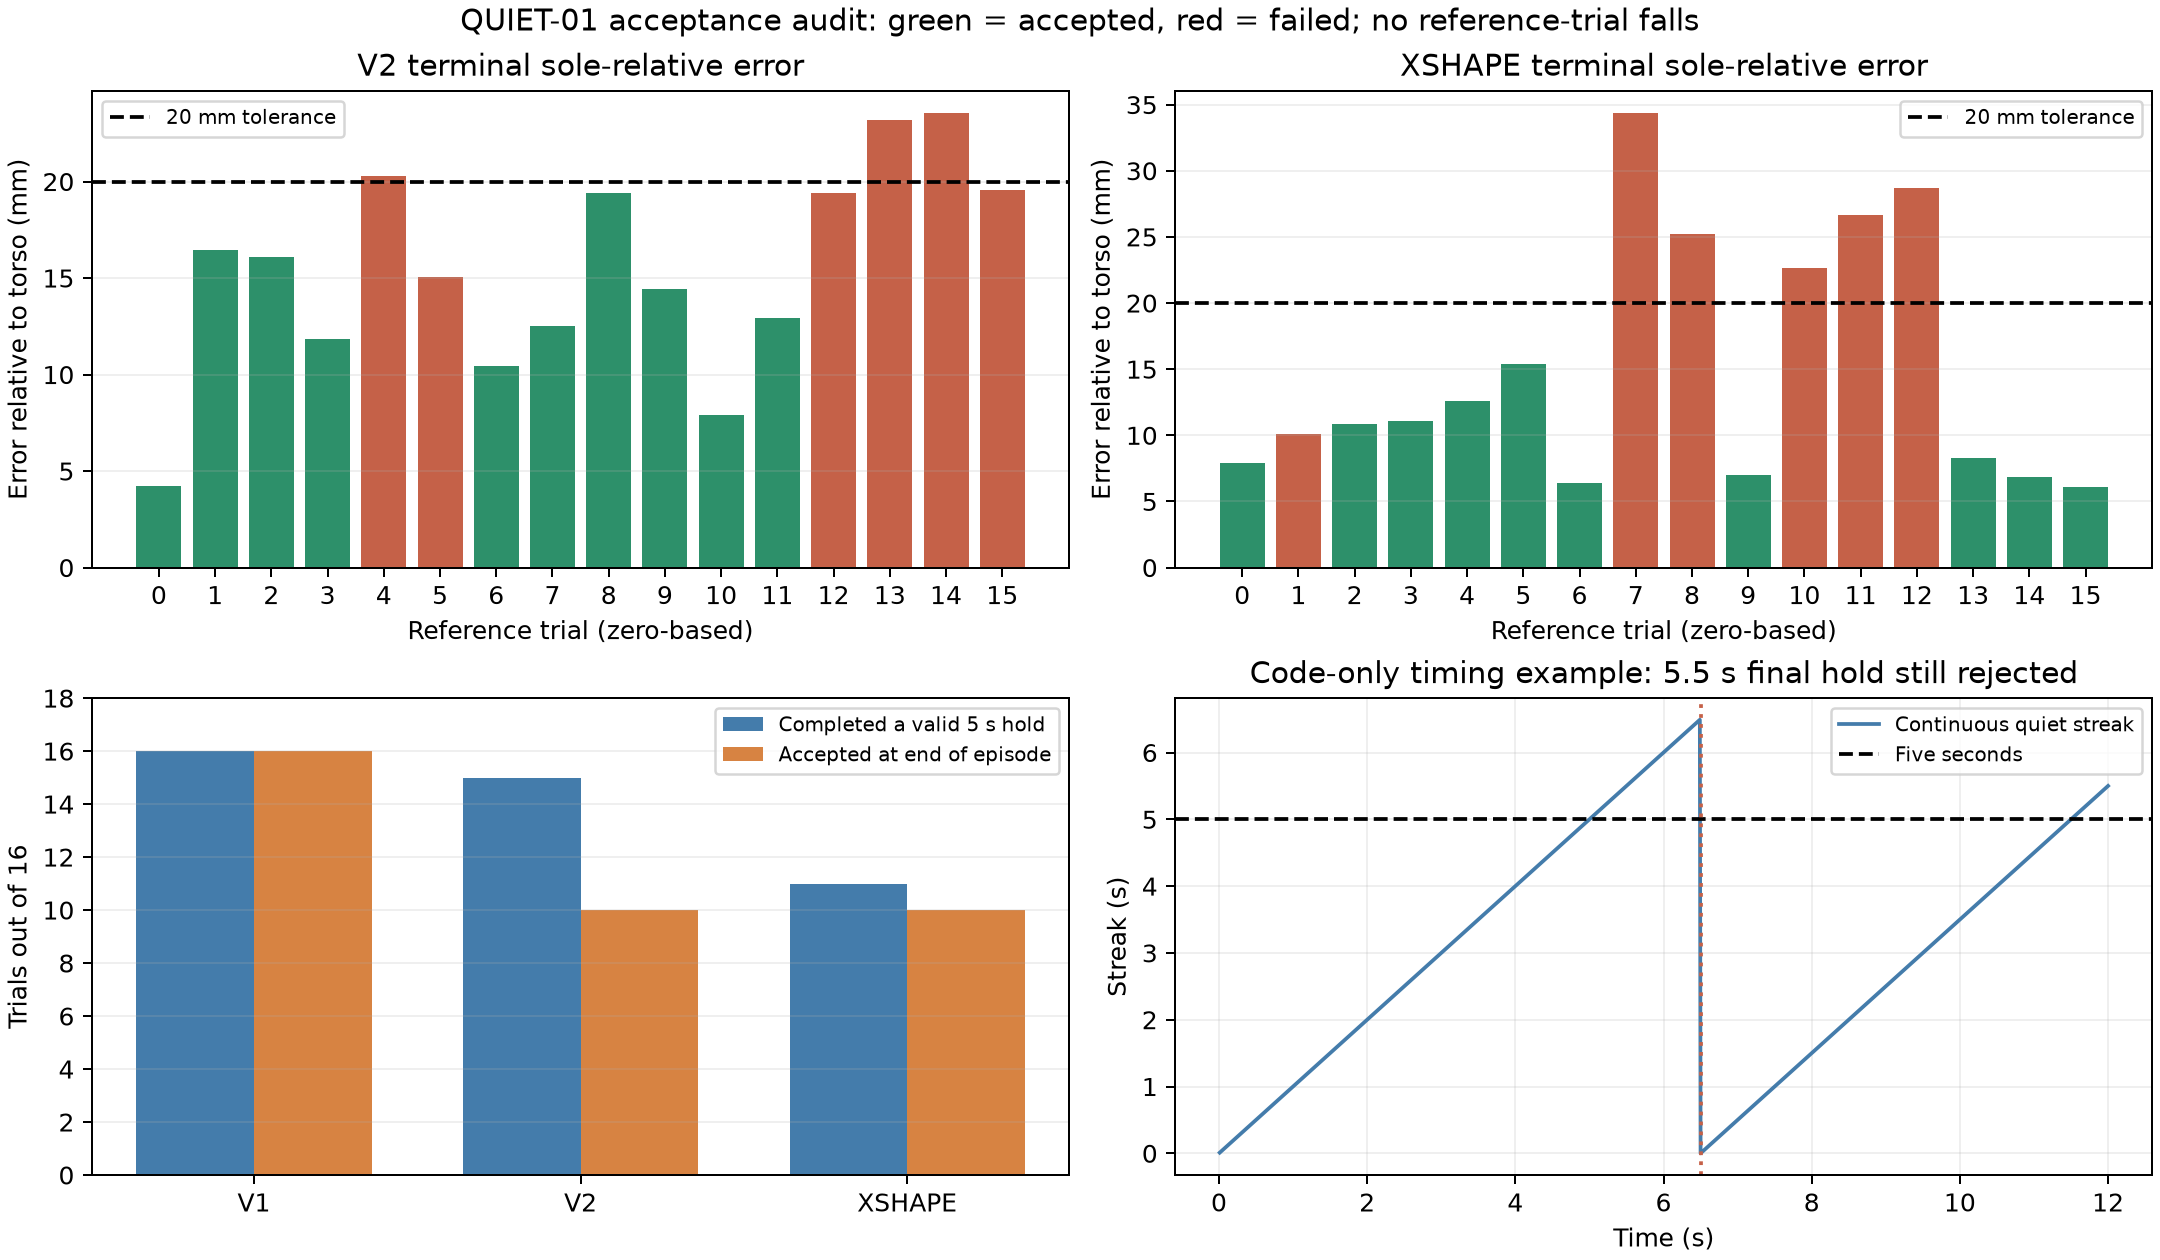 QUIET-01 acceptance audit: green = accepted, red = failed; no reference-trial falls
V2 terminal sole-relative error
20 mm tolerance
Error relative to torso (mm)
20
15
10
5
0
0 1 2 3 4 5 6 7 8 9 10 11 12 13 14 15
Reference trial (zero-based)
XSHAPE terminal sole-relative error
20 mm tolerance
Error relative to torso (mm)
35
30
25
20
15
10
5
0
0 1 2 3 4 5 6 7 8 9 10 11 12 13 14 15
Reference trial (zero-based)
Completed a valid 5 s hold
Accepted at end of episode
Trials out of 16
18
16
14
12
10
8
6
4
2
0
V1 V2 XSHAPE
Code-only timing example: 5.5 s final hold still rejected
Continuous quiet streak
Five seconds
Streak (s)
6
5
4
3
2
1
0
0 2 4 6 8 10 12
Time (s)